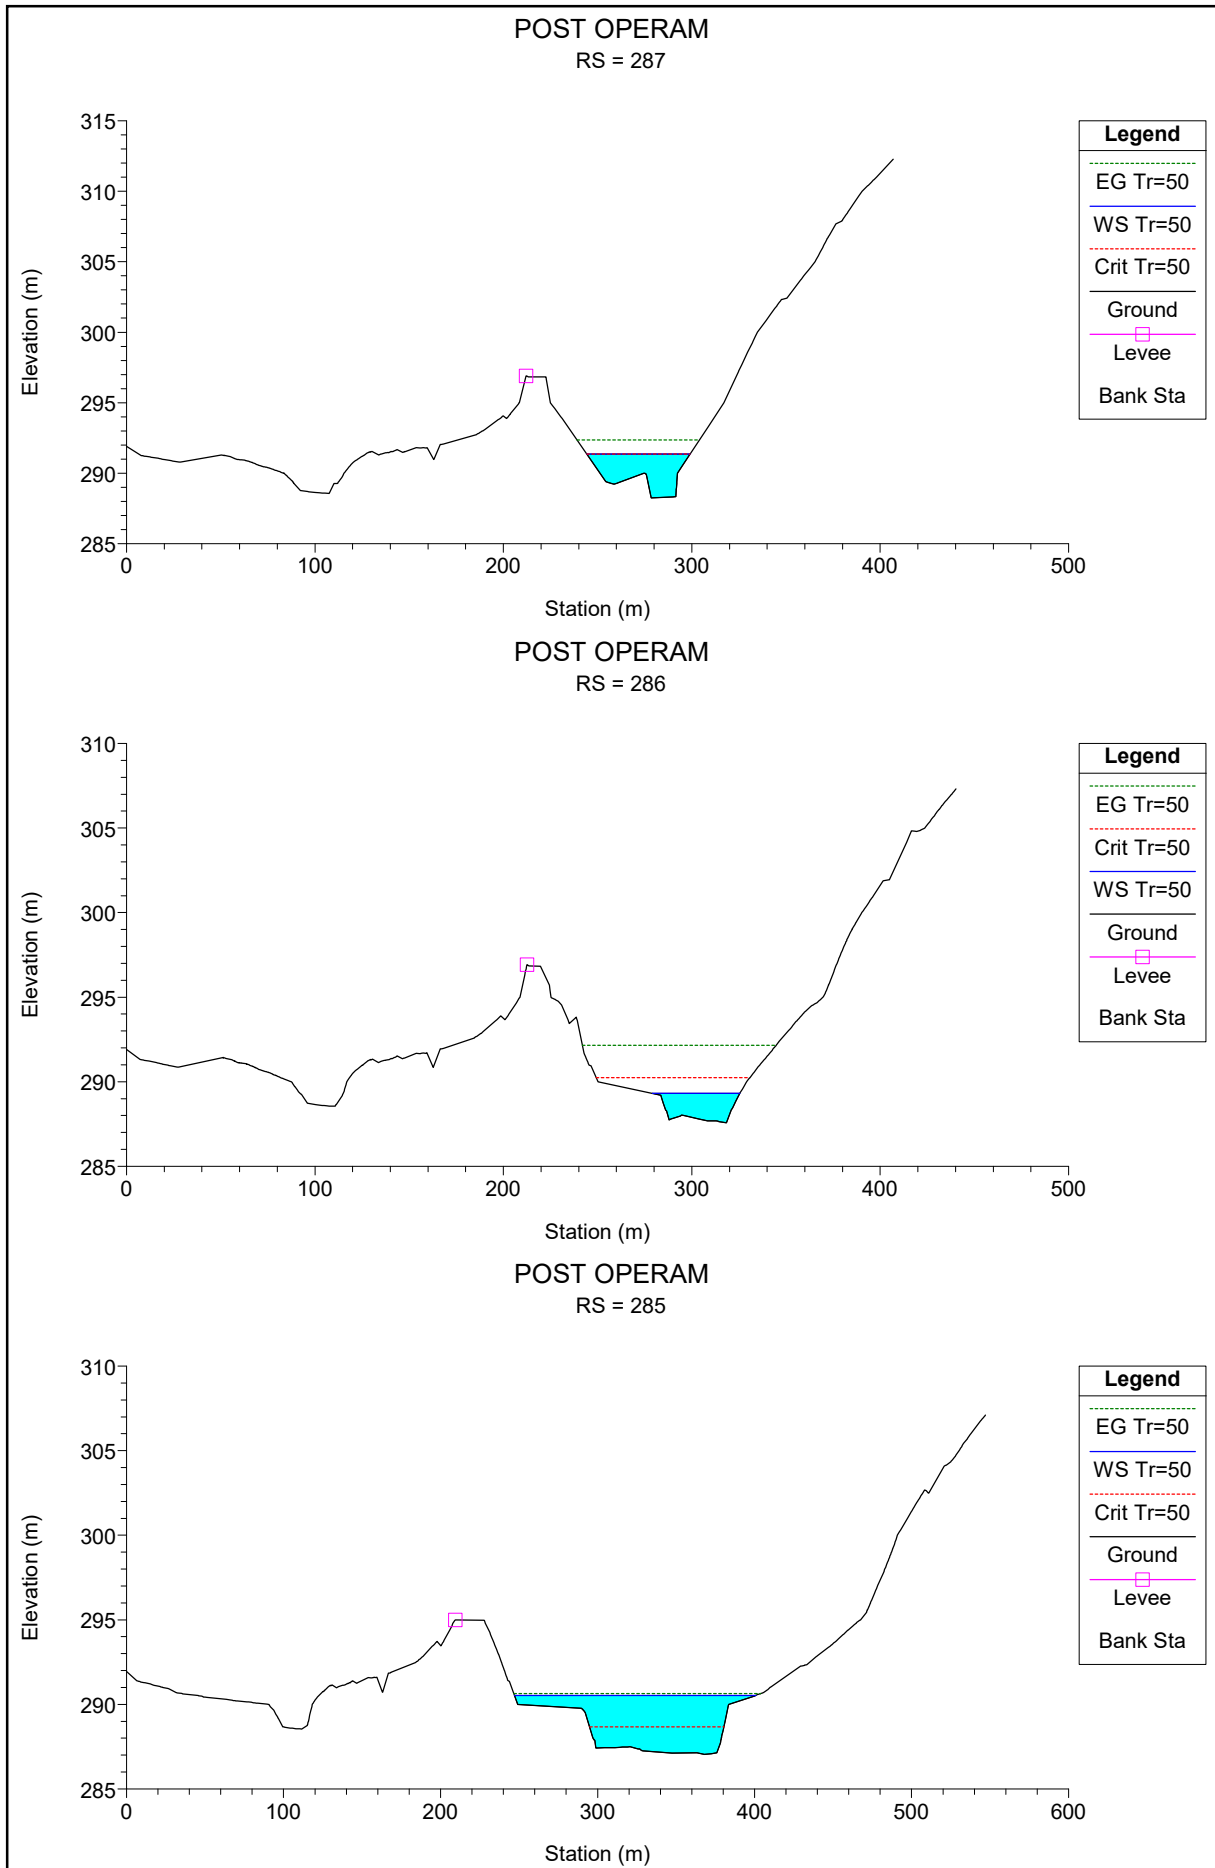 POST OPERAM
RS = 287
315
310
305
300
295
290
285
Elevation (m)
0 100 200 300 400 500
Station (m)
Legend
EG Tr=50
WS Tr=50
Crit Tr=50
Ground
Levee
Bank Sta
POST OPERAM
RS = 286
310
305
300
295
290
285
Elevation (m)
0 100 200 300 400 500
Station (m)
Legend
EG Tr=50
Crit Tr=50
WS Tr=50
Ground
Levee
Bank Sta
POST OPERAM
RS = 285
310
305
300
295
290
285
Elevation (m)
0 100 200 300 400 500 600
Station (m)
Legend
EG Tr=50
WS Tr=50
Crit Tr=50
Ground
Levee
Bank Sta